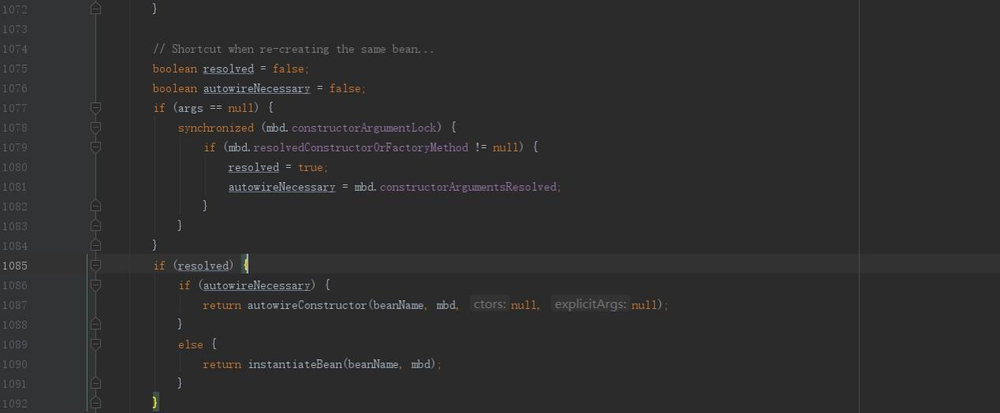 1072 }
1073
1074 // Shortcut when re-creating the same bean...
1075 boolean resolved = false;
1076 boolean autowireNecessary = false;
1077 if (args == null) {
1078 synchronized (mbd.constructorArgumentLock) {
1079 if (mbd.resolvedConstructorOrFactoryMethod != null) {
1080 resolved = true;
1081 autowireNecessary = mbd.constructorArgumentsResolved;
1082 }
1083 }
1084 }
1085 if (resolved) {
1086 if (autowireNecessary) {
1087 return autowireConstructor(beanName, mbd, ctors: null, explicitArgs: null);
1088 }
1089 else {
1090 return instantiateBean(beanName, mbd);
1091 }
1092 }